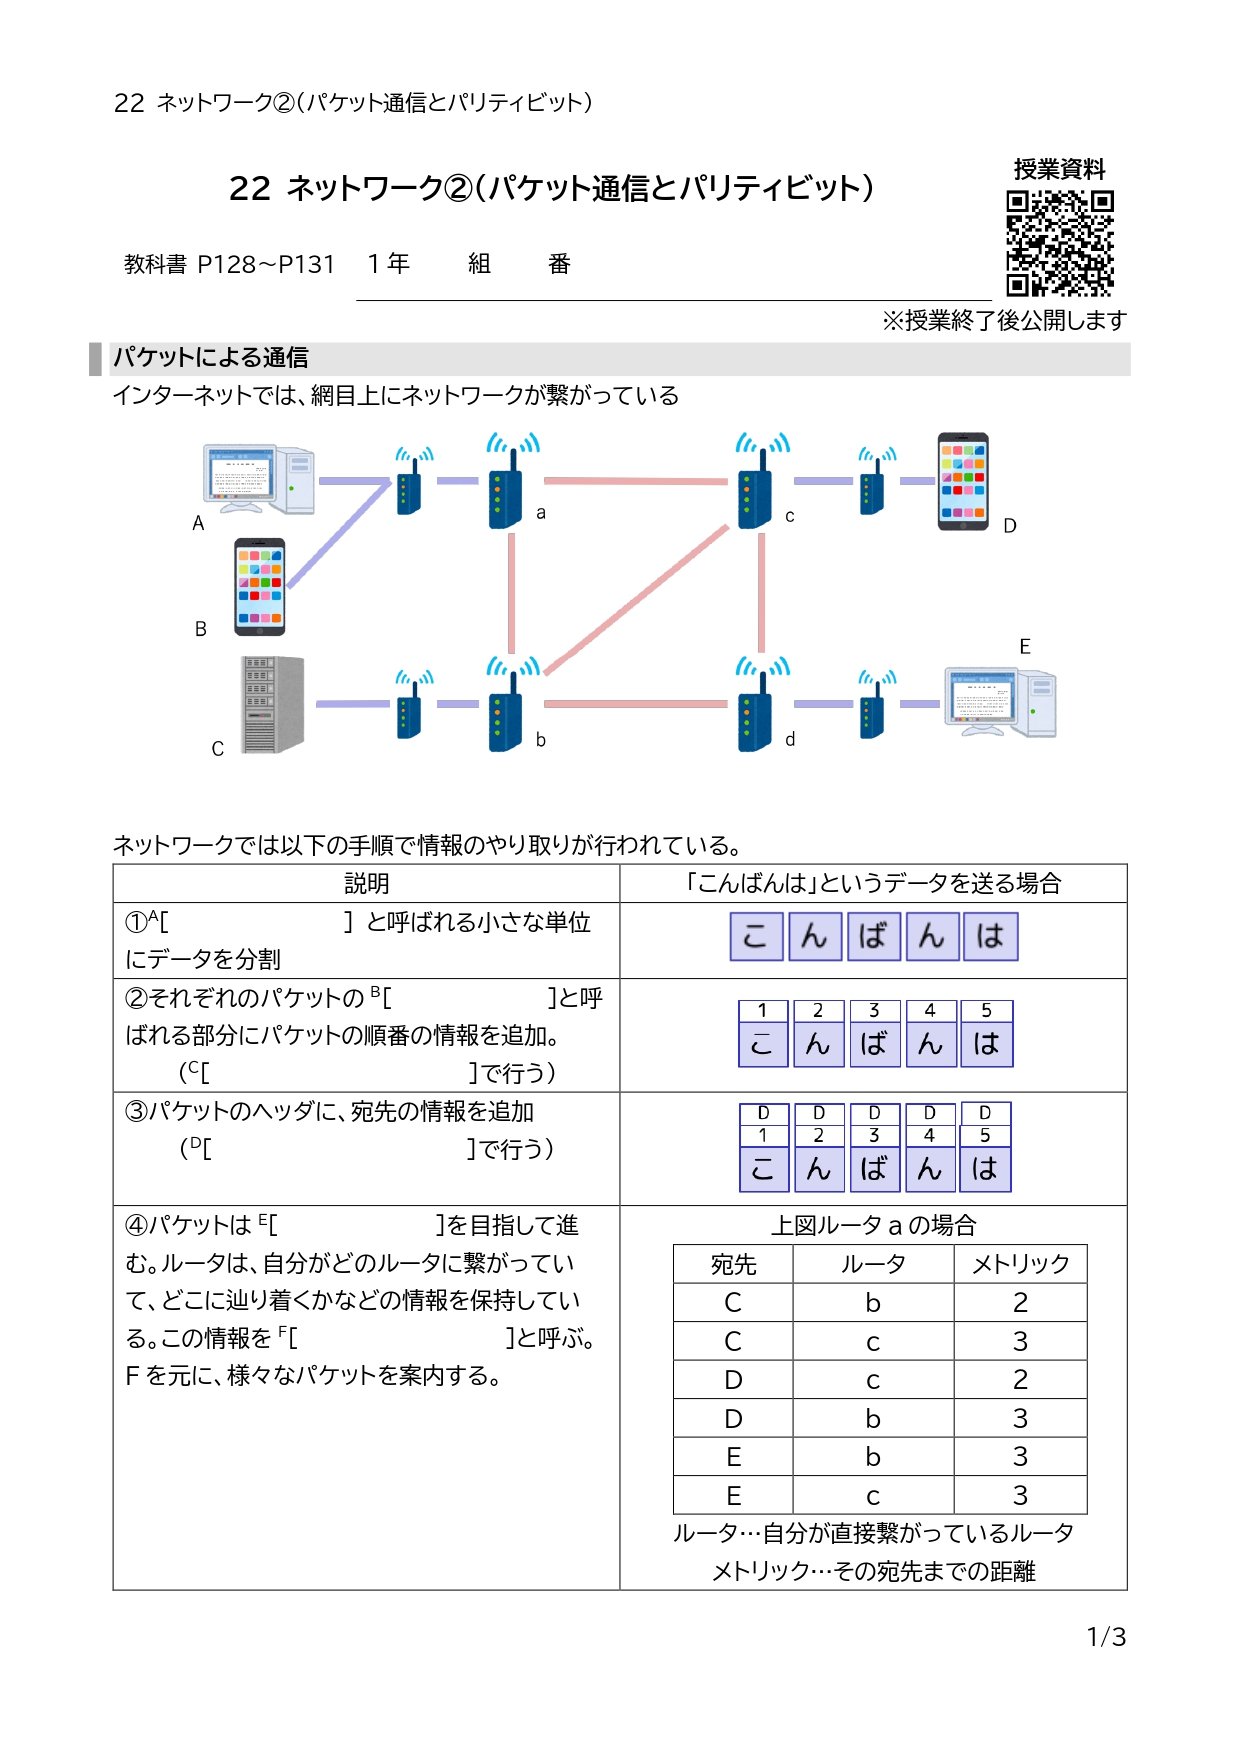 22 ネットワーク②(パケット通信とパリティビット)
授業資料
22 ネットワーク②(パケット通信とパリティビット)
教科書 P128～P131 1年 組 番
※授業終了後公開します
パケットによる通信
インターネットでは、網目上にネットワークが繋がっている
A
a
c
D
B
E
C
b
d
ネットワークでは以下の手順で情報のやり取りが行われている。
説明 「こんばんは」というデータを送る場合
①A[ ] と呼ばれる小さな単位
にデータを分割
こ ん ば ん は
②それぞれのパケットの B[ ]と呼
ばれる部分にパケットの順番の情報を追加。
(C[ ]で行う)
1 2 3 4 5
こ ん ば ん は
③パケットのヘッダに、宛先の情報を追加
(D[ ]で行う)
D D D D D
1 2 3 4 5
こ ん ば ん は
④パケットは E[ ]を目指して進
む。ルータは、自分がどのルータに繋がってい
て、どこに辿り着くかなどの情報を保持してい
る。この情報を F[ ]と呼ぶ。
F を元に、様々なパケットを案内する。
上図ルータ a の場合
宛先 ルータ メトリック
C b 2
C c 3
D c 2
D b 3
E b 3
E c 3
ルータ…自分が直接繋がっているルータ
メトリック…その宛先までの距離
1/3